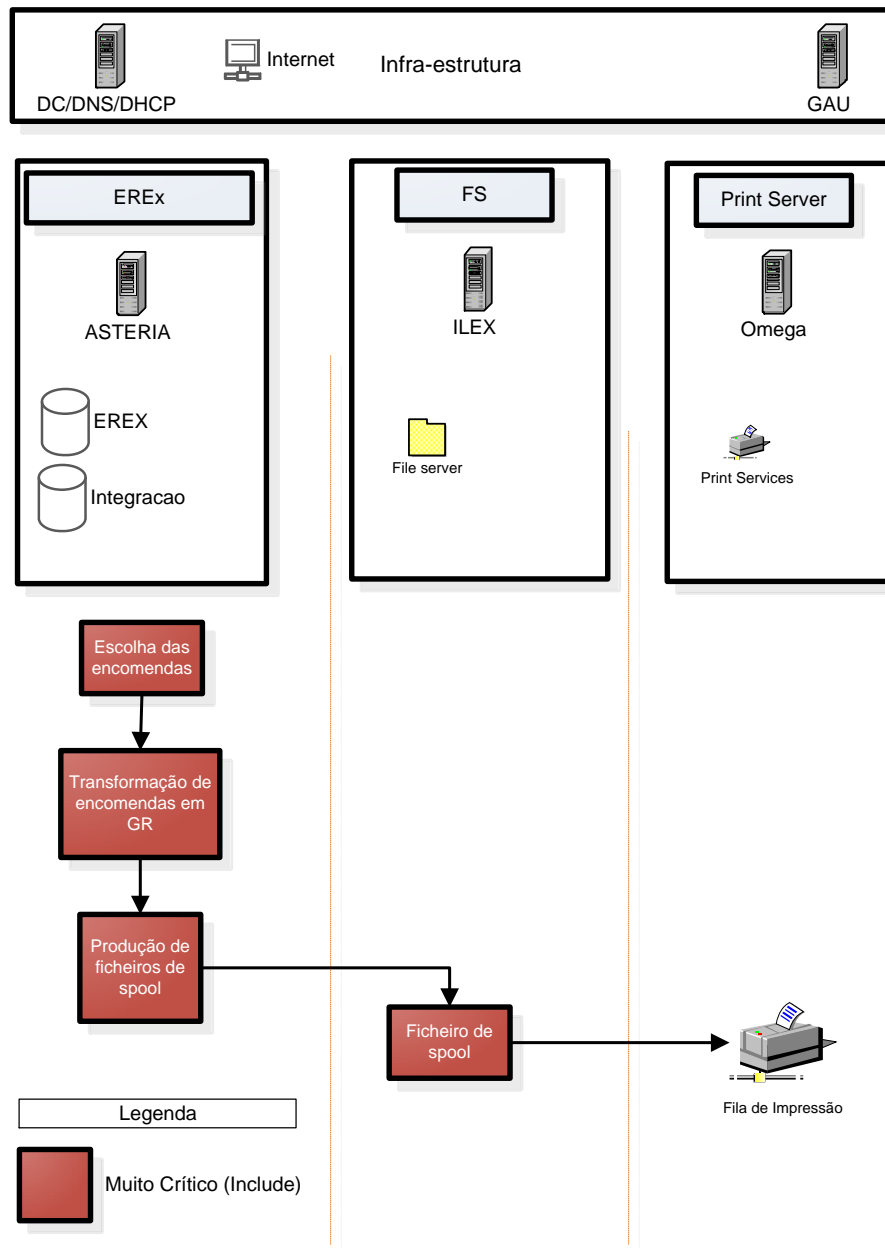 Internet
Infra-estrutura
DC/DNS/DHCP
GAU
EREx
FS
Print Server
ASTERIA
ILEX
Omega
EREX
Integracao
File server
Print Services
Escolha das
encomendas
Transformação de
encomendas em
GR
Produção de
ficheiros de
spool
Ficheiro de
spool
Fila de Impressão
Legenda
Muito Crítico (Include)